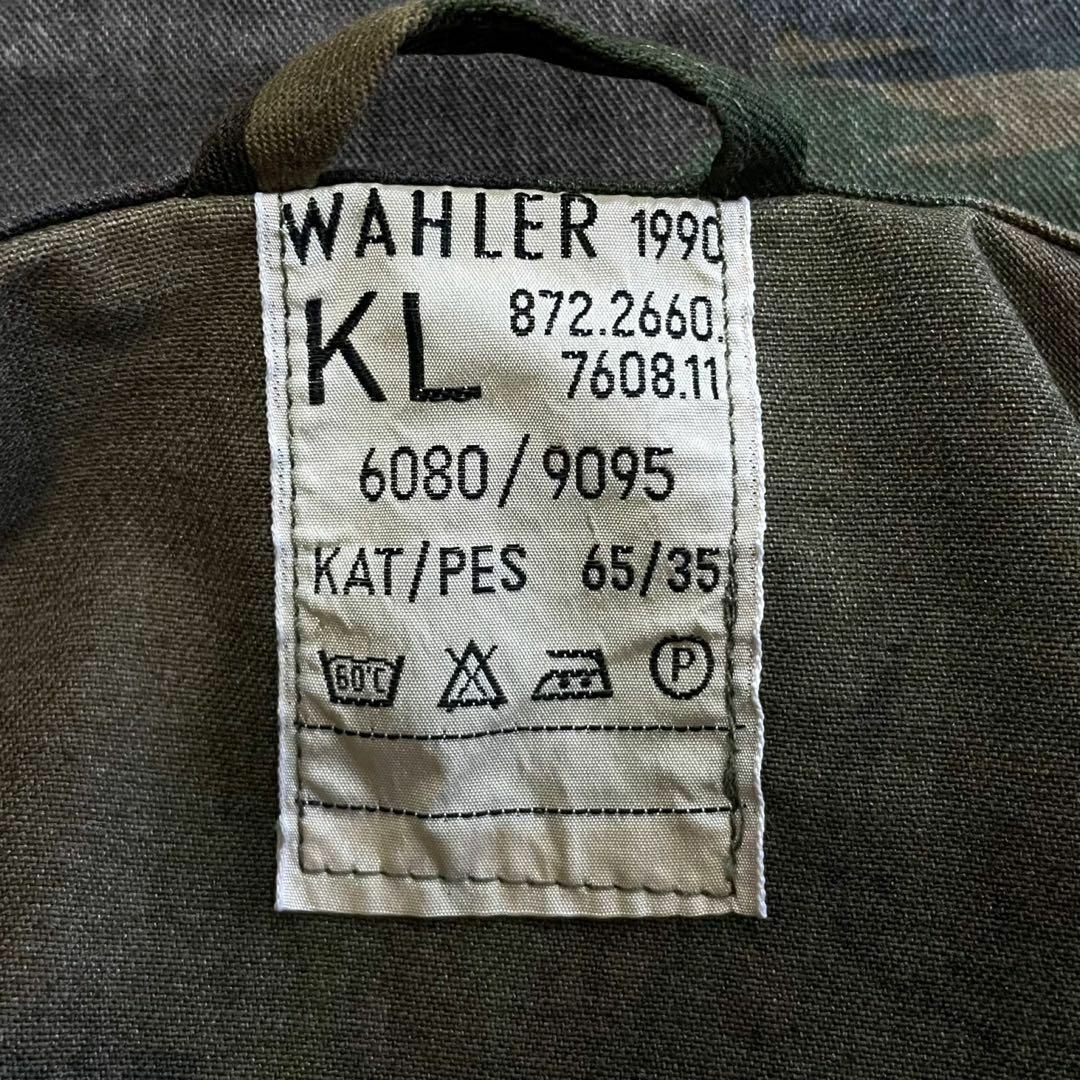 WAHLER 1990
KL 872.2660.
7608.11
6080/9095
KAT/PES 65/35
60°C P